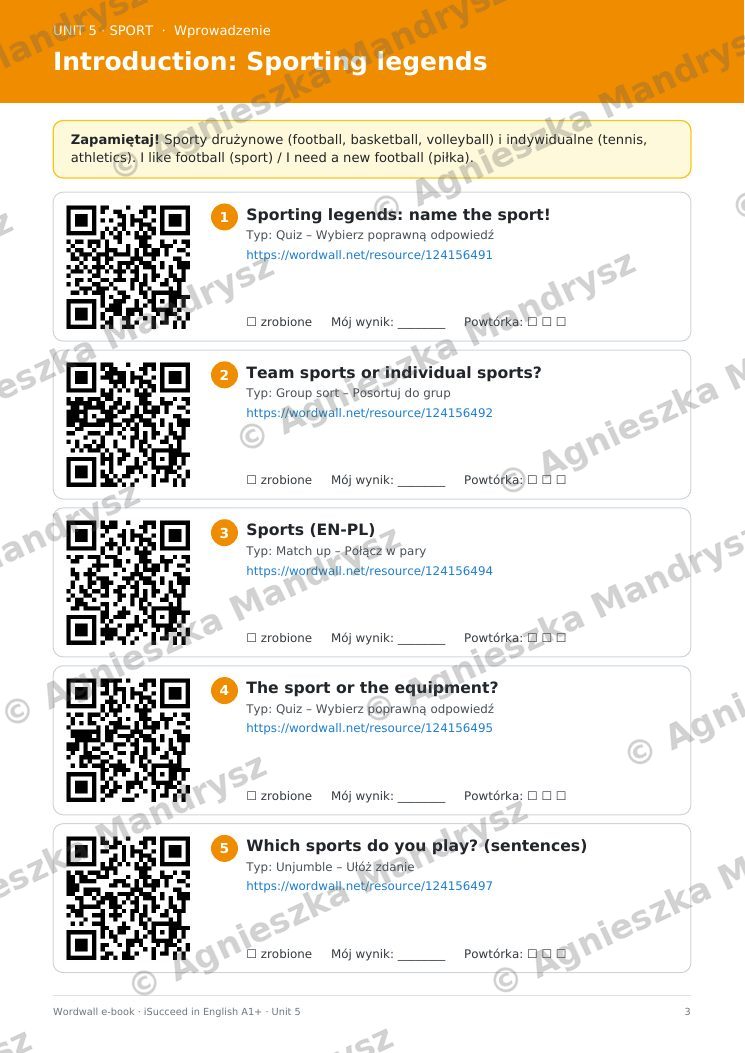 UNIT 5 · SPORT · Wprowadzenie
Introduction: Sporting legends
Zapamiętaj! Sporty drużynowe (football, basketball, volleyball) i indywidualne (tennis,
athletics). I like football (sport) / I need a new football (piłka).
1 Sporting legends: name the sport!
Typ: Quiz – Wybierz poprawną odpowiedź
https://wordwall.net/resource/124156491
☐ zrobione Mój wynik: ________ Powtórka: ☐ ☐ ☐
2 Team sports or individual sports?
Typ: Group sort – Posortuj do grup
https://wordwall.net/resource/124156492
☐ zrobione Mój wynik: ________ Powtórka: ☐ ☐ ☐
3 Sports (EN-PL)
Typ: Match up – Połącz w pary
https://wordwall.net/resource/124156494
☐ zrobione Mój wynik: ________ Powtórka: ☐ ☐ ☐
4 The sport or the equipment?
Typ: Quiz – Wybierz poprawną odpowiedź
https://wordwall.net/resource/124156495
☐ zrobione Mój wynik: ________ Powtórka: ☐ ☐ ☐
5 Which sports do you play? (sentences)
Typ: Unjumble – Ułóż zdanie
https://wordwall.net/resource/124156497
☐ zrobione Mój wynik: ________ Powtórka: ☐ ☐ ☐
Wordwall e-book · iSucceed in English A1+ · Unit 5 3
© Agnieszka Mandrysz